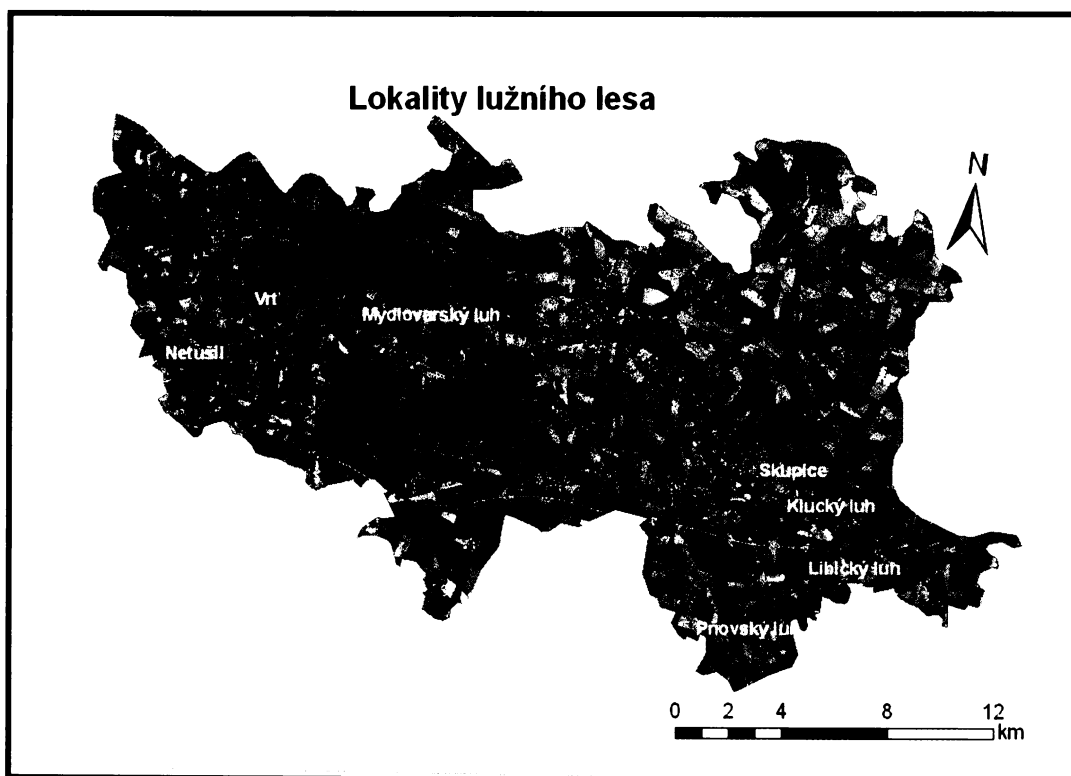 Lokality lužního lesa
N
Vrť
Mydlovarský luh
Netušil
Skupice
Klucký luh
Libický luh
Pňovský luh
0 2 4 8 12
km